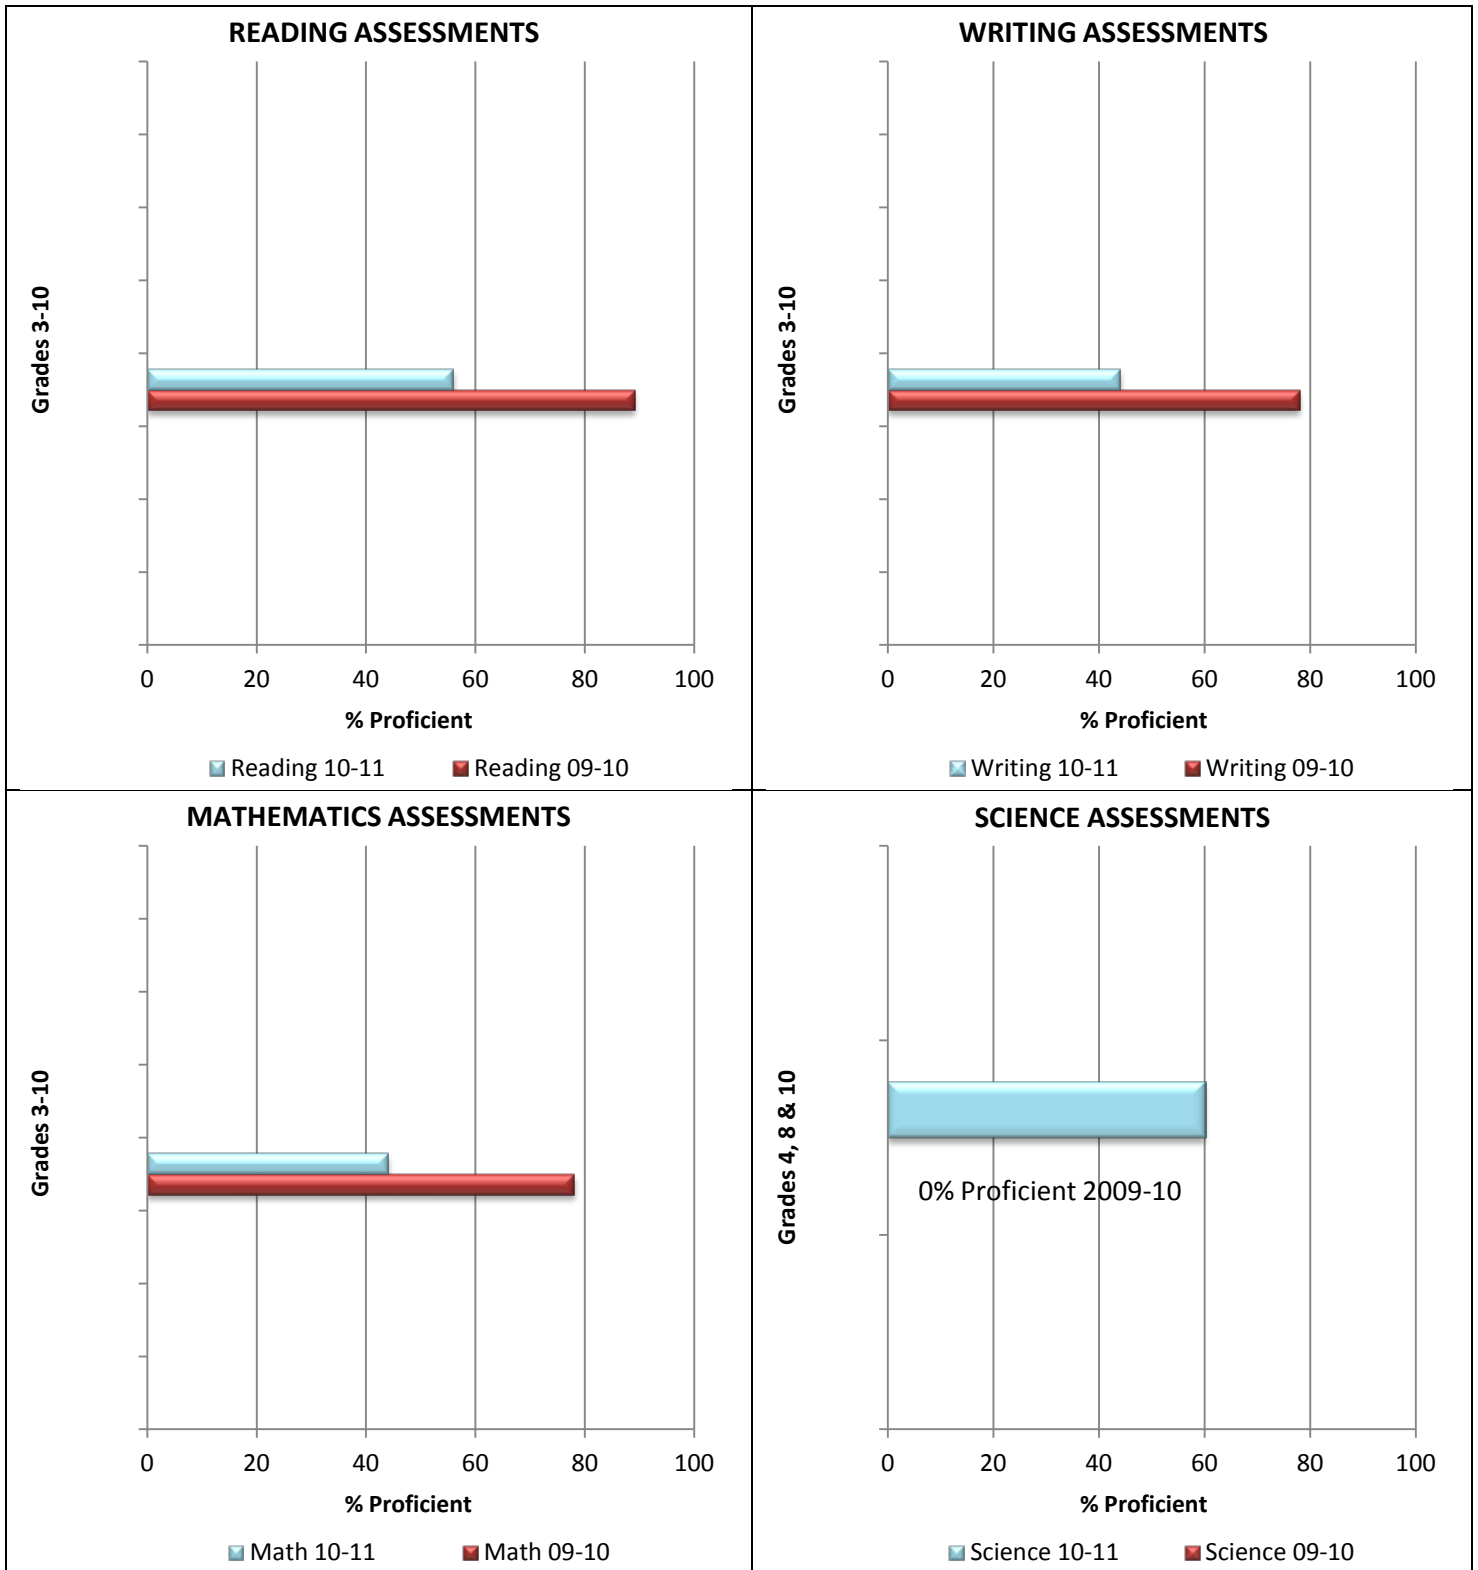 READING ASSESSMENTS
Grades 3-10
0 20 40 60 80 100
% Proficient
Reading 10-11 Reading 09-10
WRITING ASSESSMENTS
Grades 3-10
0 20 40 60 80 100
% Proficient
Writing 10-11 Writing 09-10
MATHEMATICS ASSESSMENTS
Grades 3-10
0 20 40 60 80 100
% Proficient
Math 10-11 Math 09-10
SCIENCE ASSESSMENTS
Grades 4, 8 & 10
0% Proficient 2009-10
0 20 40 60 80 100
% Proficient
Science 10-11 Science 09-10